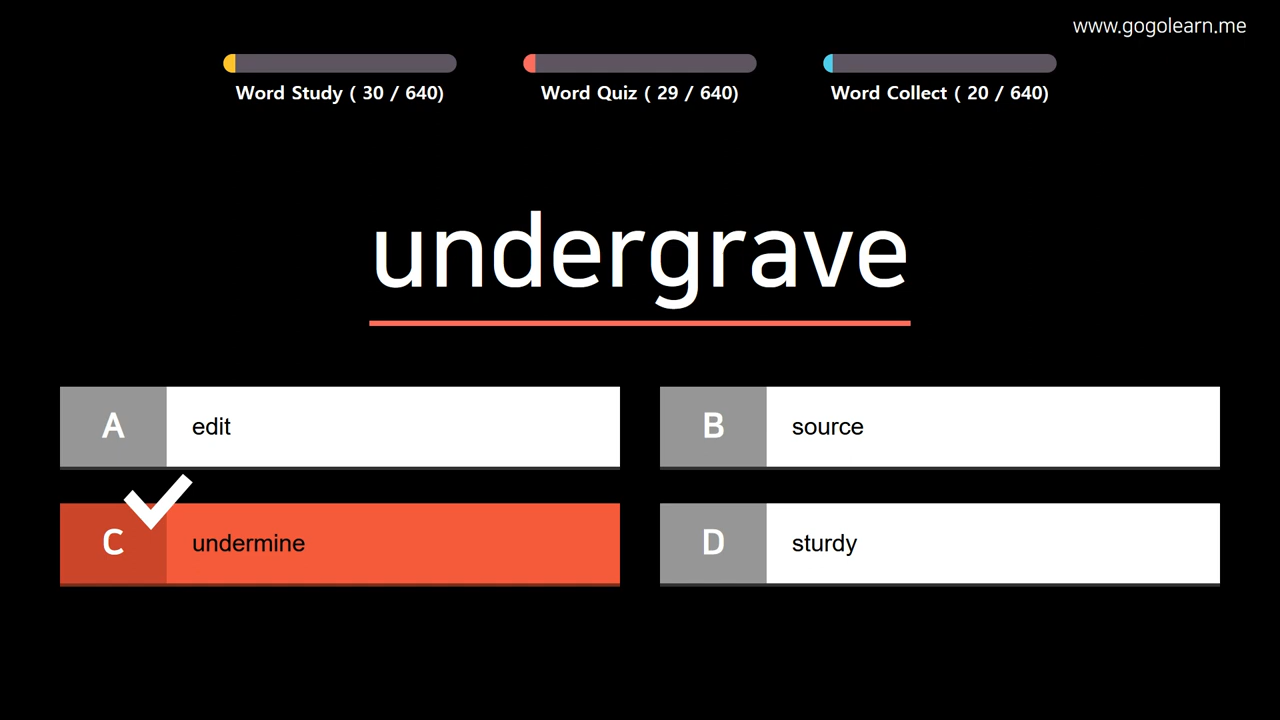 www.gogolearn.me
Word Study ( 30 / 640)
Word Quiz ( 29 / 640)
Word Collect ( 20 / 640)
undergrave
A edit
B source
C undermine
D sturdy